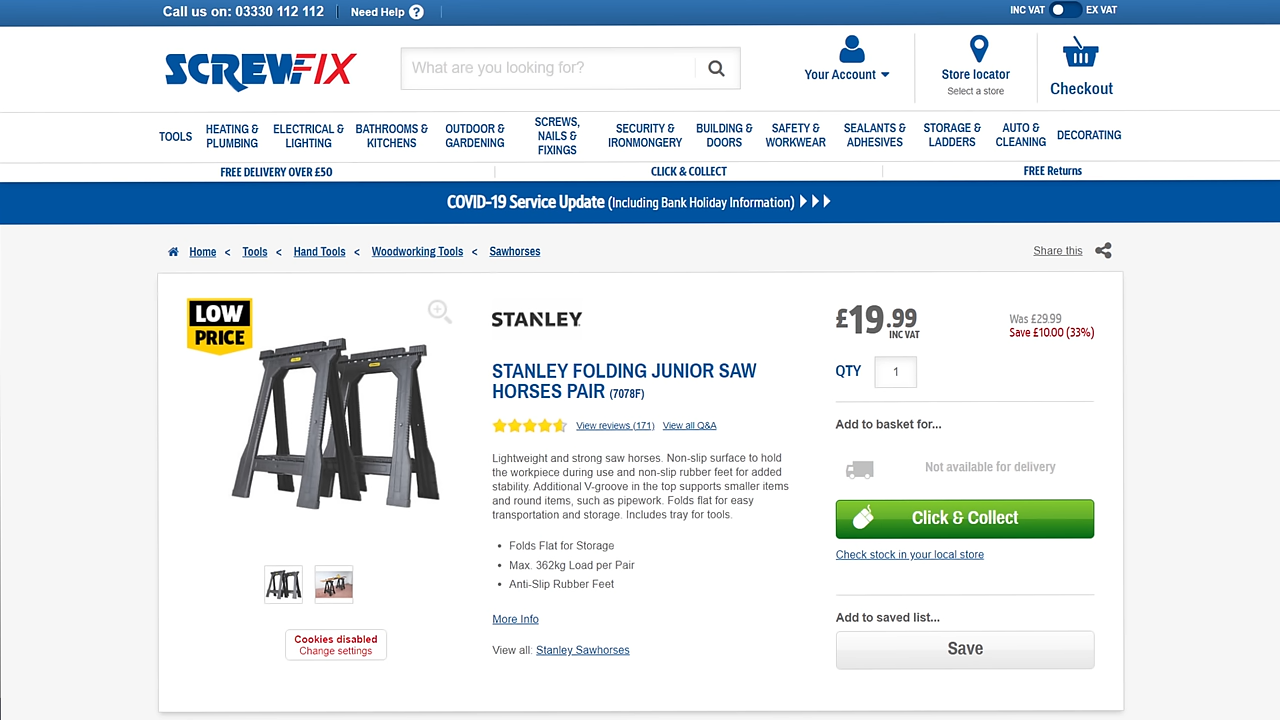 Call us on: 03330 112 112
Need Help ?
INC VAT
EX VAT
SCREWFIX
What are you looking for?
Your Account
Store locator
Select a store
Checkout
TOOLS
HEATING &
PLUMBING
ELECTRICAL &
LIGHTING
BATHROOMS &
KITCHENS
OUTDOOR &
GARDENING
SCREWS,
NAILS &
FIXINGS
SECURITY &
IRONMONGERY
BUILDING &
DOORS
SAFETY &
WORKWEAR
SEALANTS &
ADHESIVES
STORAGE &
LADDERS
AUTO &
CLEANING
DECORATING
FREE DELIVERY OVER £50
CLICK & COLLECT
FREE Returns
COVID-19 Service Update (Including Bank Holiday Information)
Home < Tools < Hand Tools < Woodworking Tools < Sawhorses
Share this
LOW
PRICE
STANLEY
STANLEY FOLDING JUNIOR SAW
HORSES PAIR (7078F)
View reviews (171) View all Q&A
Lightweight and strong saw horses. Non-slip surface to hold
the workpiece during use and non-slip rubber feet for added
stability. Additional V-groove in the top supports smaller items
and round items, such as pipework. Folds flat for easy
transportation and storage. Includes tray for tools.
• Folds Flat for Storage
• Max. 362kg Load per Pair
• Anti-Slip Rubber Feet
More Info
View all: Stanley Sawhorses
Cookies disabled
Change settings
£19.99
INC VAT
Was £29.99
Save £10.00 (33%)
QTY 1
Add to basket for...
Not available for delivery
Click & Collect
Check stock in your local store
Add to saved list...
Save